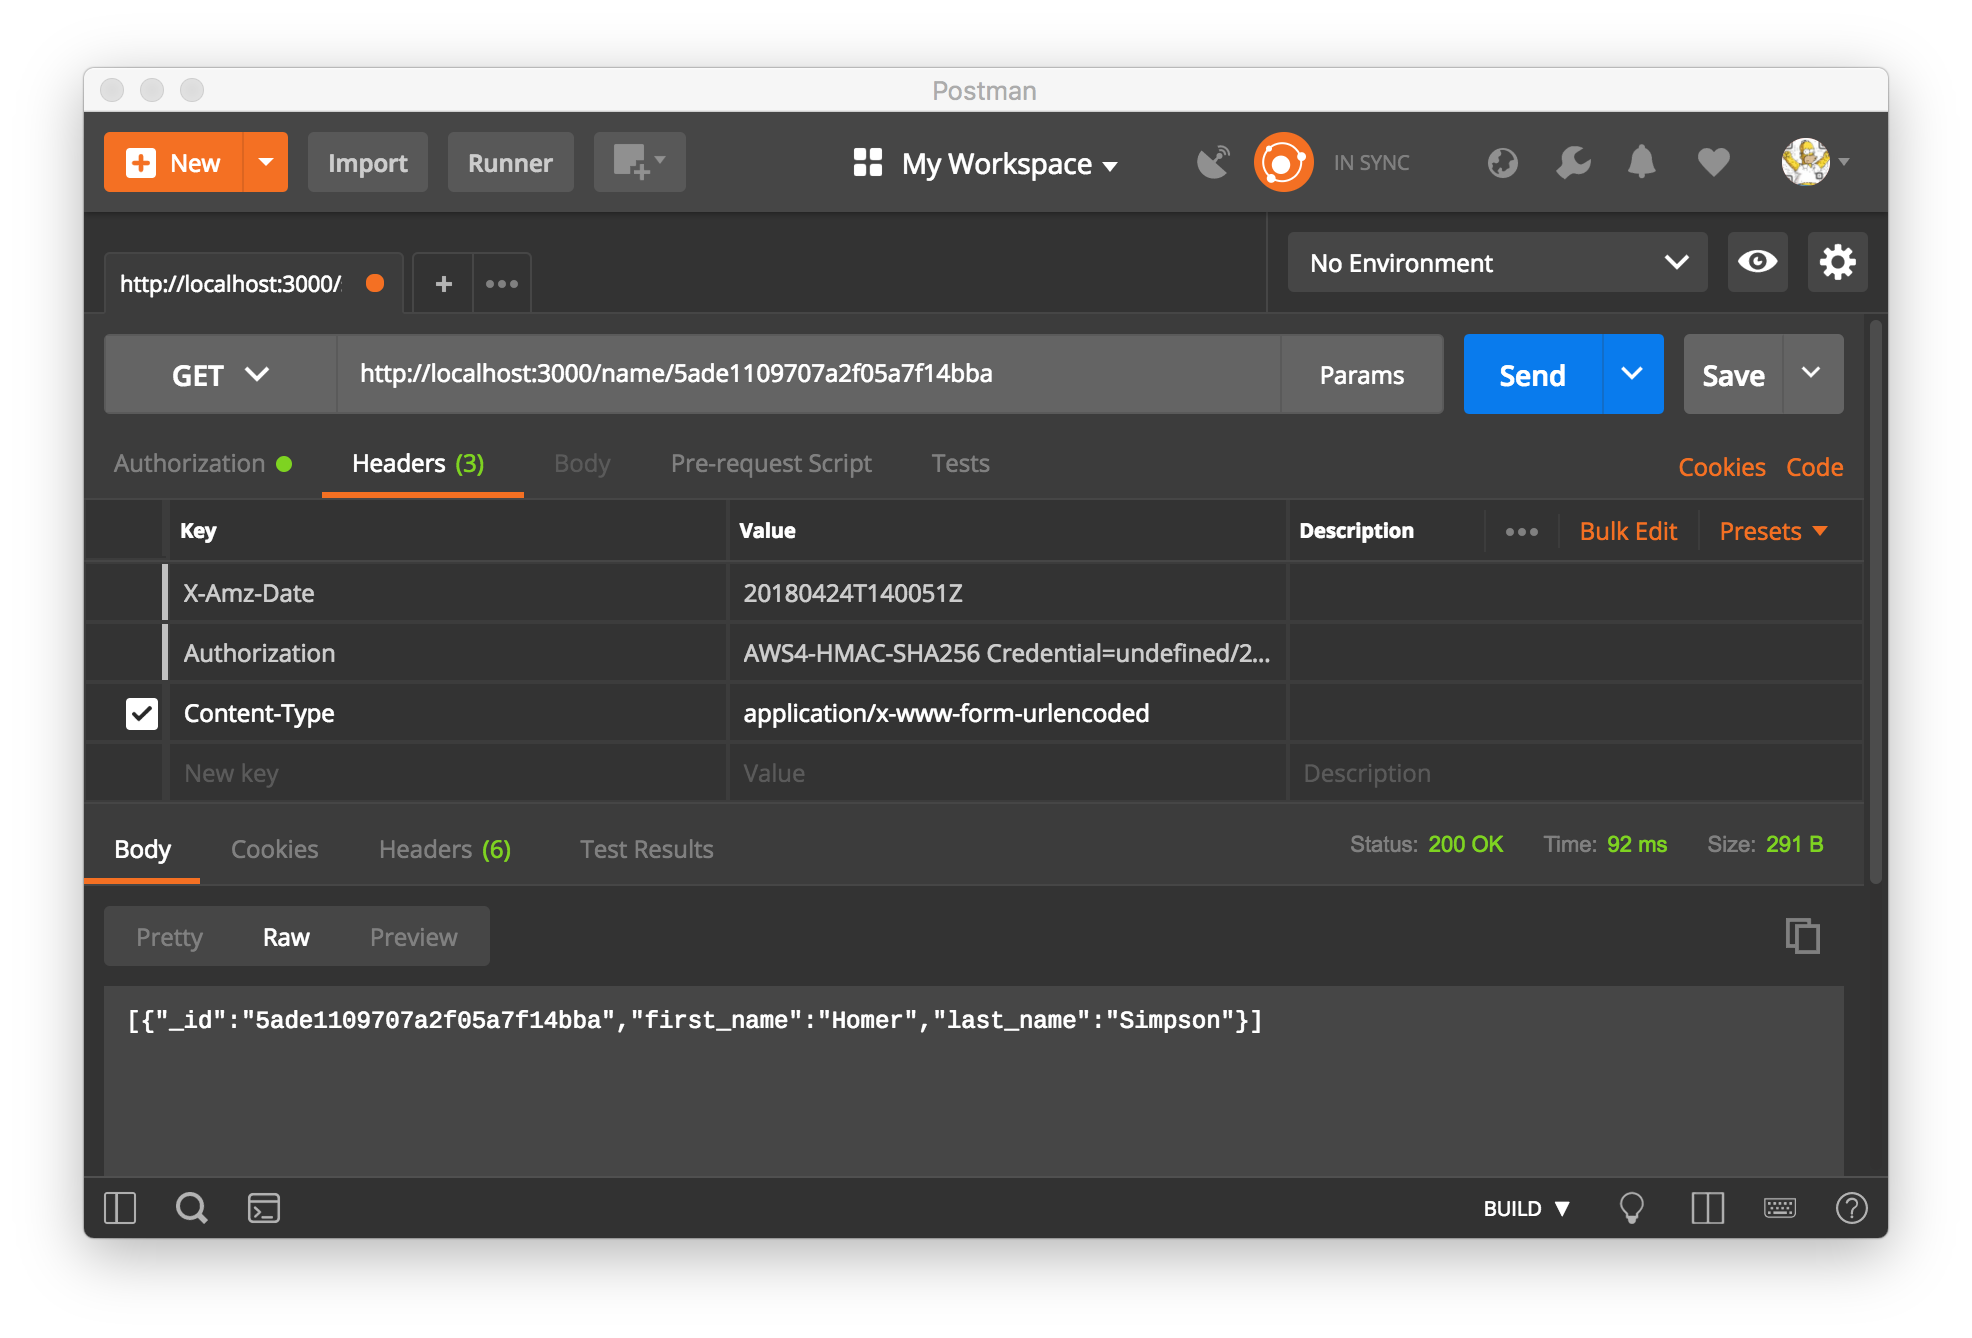 Postman
New Import Runner My Workspace IN SYNC
http://localhost:3000/ + ••• No Environment
GET http://localhost:3000/name/5ade1109707a2f05a7f14bba Params Send Save
Authorization Headers (3) Body Pre-request Script Tests Cookies Code
Key Value Description ••• Bulk Edit Presets
X-Amz-Date 20180424T140051Z
Authorization AWS4-HMAC-SHA256 Credential=undefined/2...
Content-Type application/x-www-form-urlencoded
New key Value Description
Body Cookies Headers (6) Test Results Status: 200 OK Time: 92 ms Size: 291 B
Pretty Raw Preview
[{"_id":"5ade1109707a2f05a7f14bba","first_name":"Homer","last_name":"Simpson"}]
BUILD